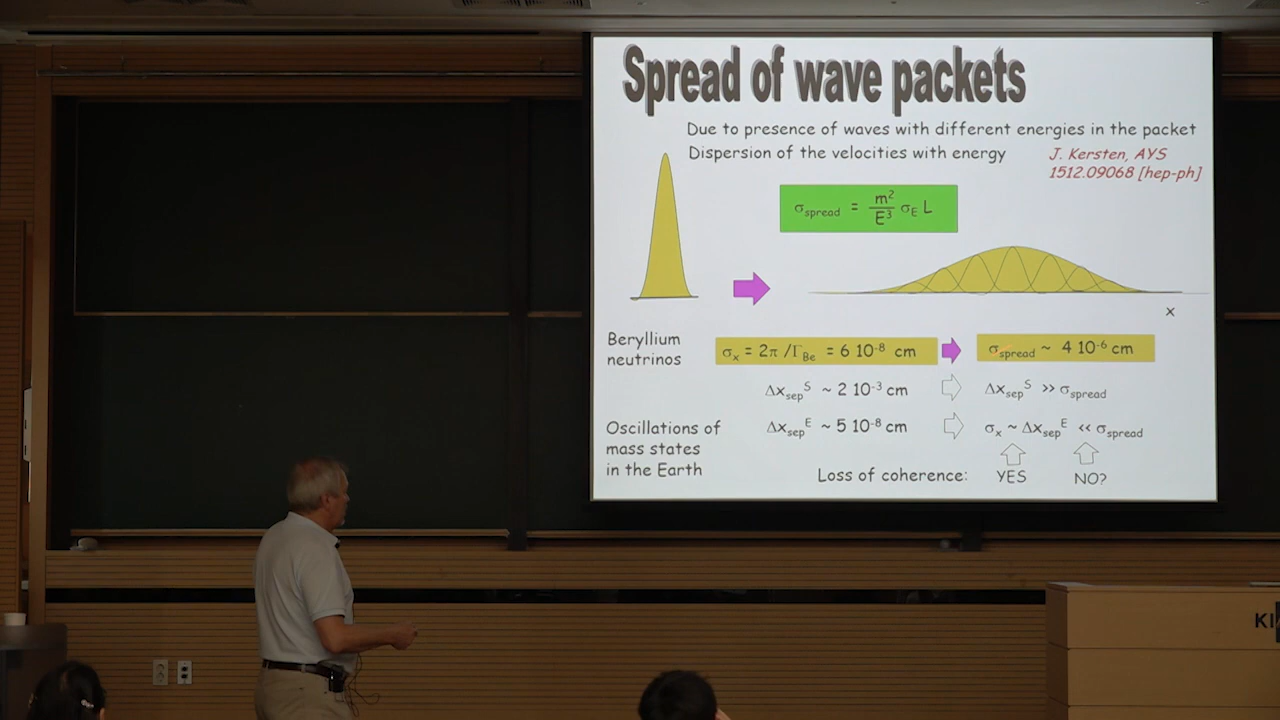 Spread of wave packets
Due to presence of waves with different energies in the packet
Dispersion of the velocities with energy
J. Kersten, AYS
1512.09068 [hep-ph]
σspread = m²/E³ σE L
x
Beryllium
neutrinos
σx = 2π /ΓBe = 6 10⁻⁸ cm
σspread ~ 4 10⁻⁶ cm
ΔxsepS ~ 2 10⁻³ cm
ΔxsepS >> σspread
Oscillations of
mass states
in the Earth
ΔxsepE ~ 5 10⁻⁸ cm
σx ~ ΔxsepE << σspread
Loss of coherence: YES NO?